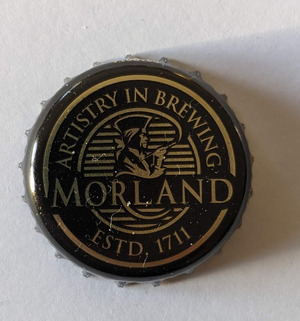 ARTISTRY IN BREWING
MORLAND
ESTD. 1711